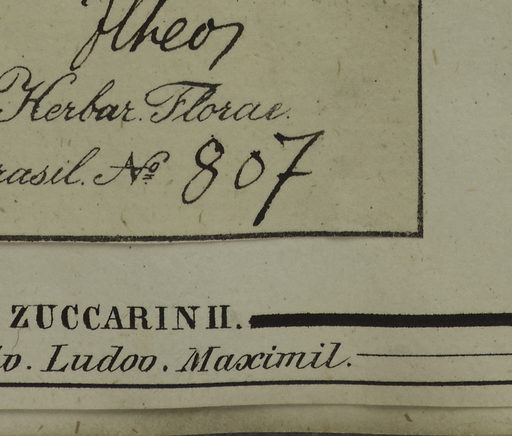 Ilheos
Herbar. Florae
rasil. No 807
ZUCCARINII.
Ludov. Maximil.